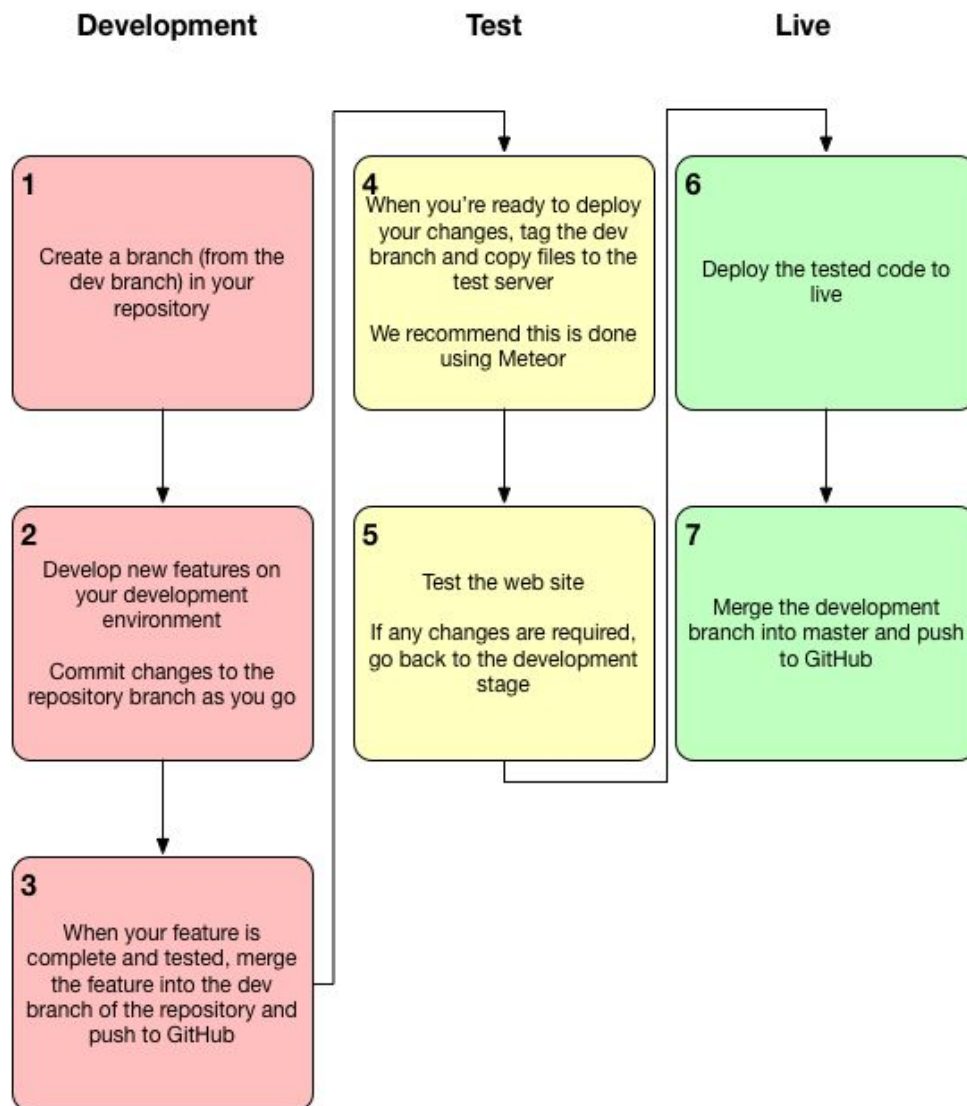 Development
Test
Live
1
Create a branch (from the
dev branch) in your
repository
2
Develop new features on
your development
environment
Commit changes to the
repository branch as you go
3
When your feature is
complete and tested, merge
the feature into the dev
branch of the repository and
push to GitHub
4
When you're ready to deploy
your changes, tag the dev
branch and copy files to the
test server
We recommend this is done
using Meteor
5
Test the web site
If any changes are required,
go back to the development
stage
6
Deploy the tested code to
live
7
Merge the development
branch into master and push
to GitHub